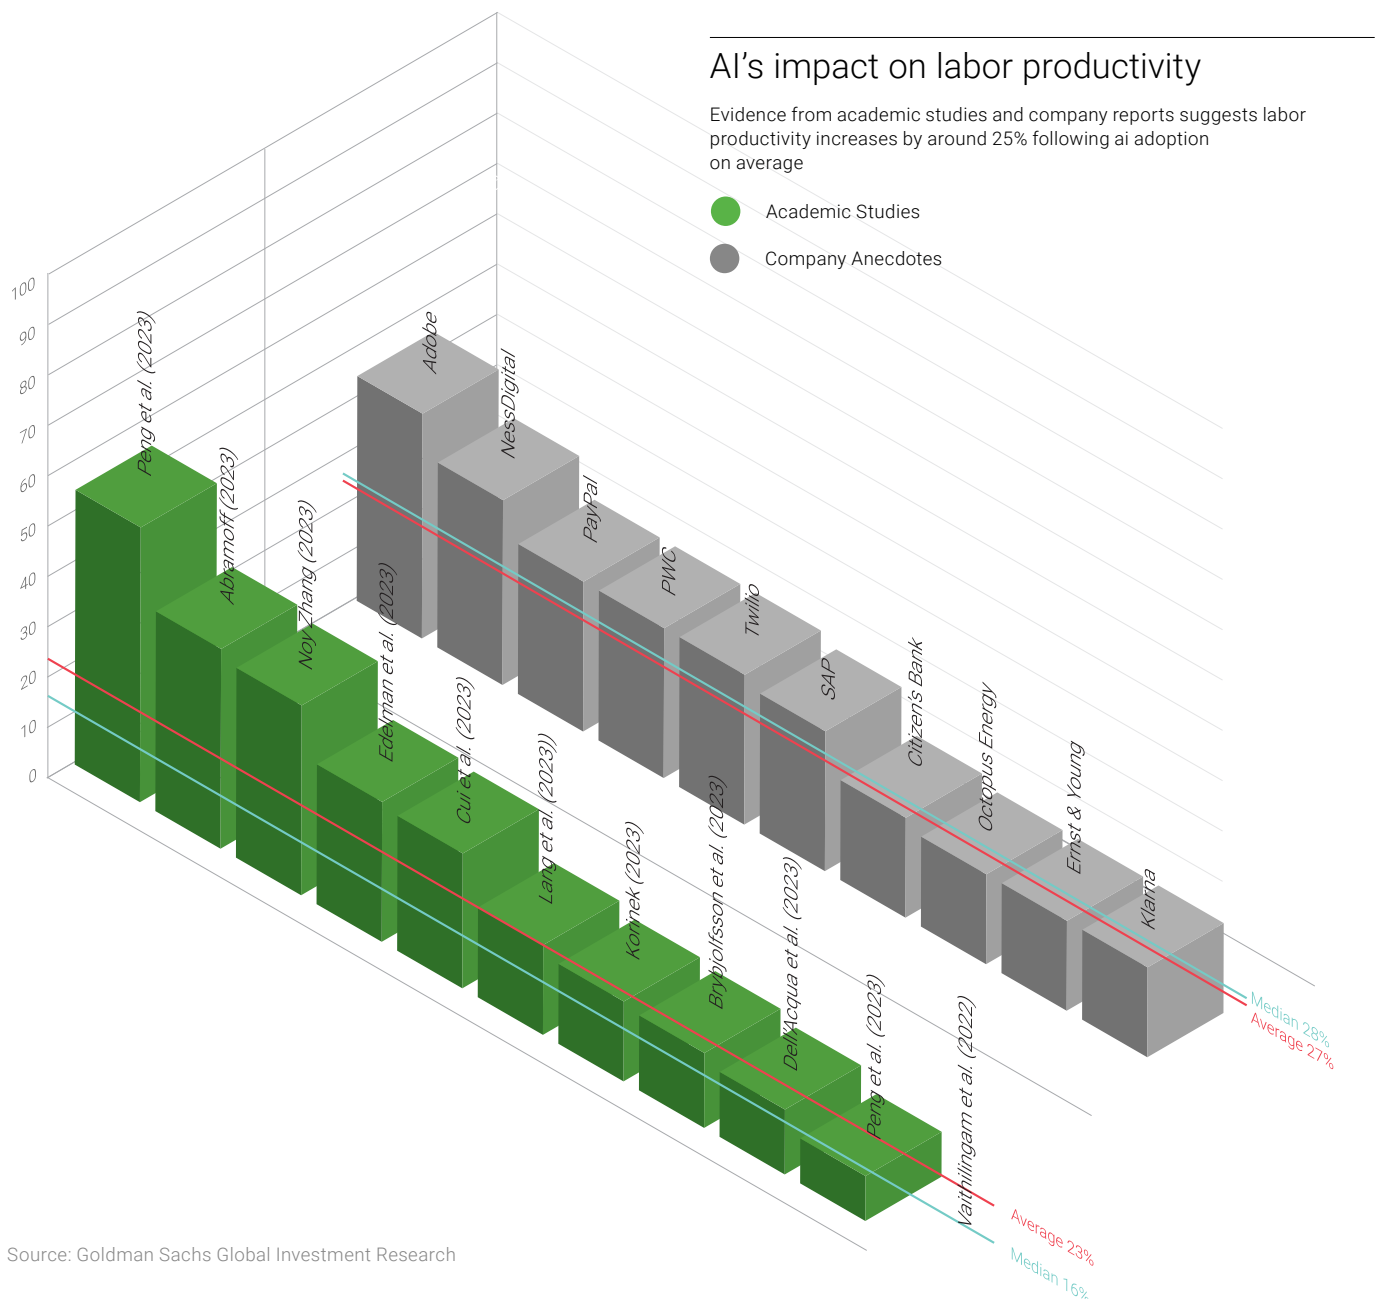 AI's impact on labor productivity
Evidence from academic studies and company reports suggests labor
productivity increases by around 25% following ai adoption
on average
Academic Studies
Company Anecdotes
100
90
80
70
60
50
40
30
20
10
0
Peng et al. (2023)
Abramoff (2023)
Noy Zhang (2023)
Edelman et al. (2023)
Cui et al. (2023)
Lang et al. (2023))
Korinek (2023)
Brybjolfsson et al. (2023)
Dell'Acqua et al. (2023)
Peng et al. (2023)
Vaithilingam et al. (2022)
Adobe
NessDigital
PayPal
PWC
Twilio
SAP
Citizen's Bank
Octopus Energy
Ernst & Young
Klarna
Median 28%
Average 27%
Average 23%
Median 16%
Source: Goldman Sachs Global Investment Research